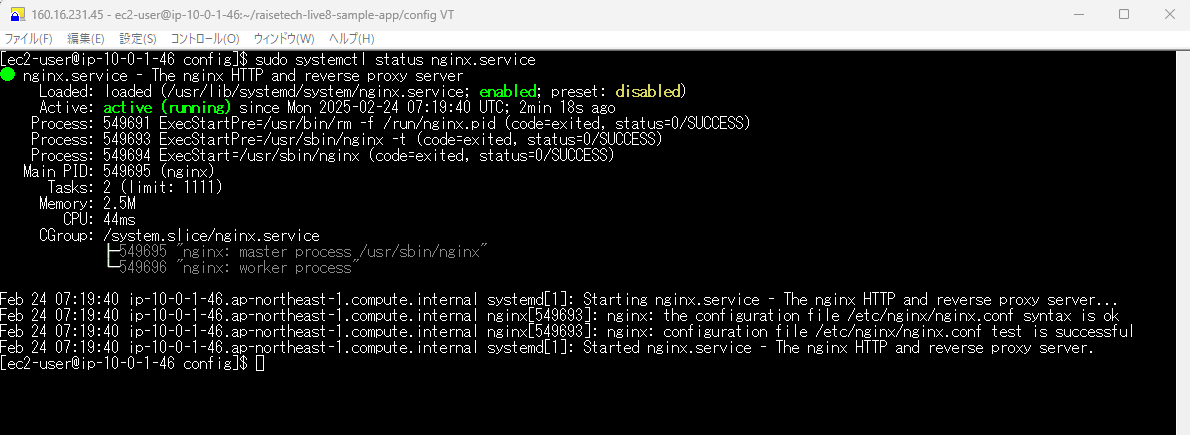 160.16.231.45 - ec2-user@ip-10-0-1-46:~/raisetech-live8-sample-app/config VT
ファイル(F) 編集(E) 設定(S) コントロール(O) ウィンドウ(W) ヘルプ(H)
[ec2-user@ip-10-0-1-46 config]$ sudo systemctl status nginx.service
● nginx.service - The nginx HTTP and reverse proxy server
Loaded: loaded (/usr/lib/systemd/system/nginx.service; enabled; preset: disabled)
Active: active (running) since Mon 2025-02-24 07:19:40 UTC; 2min 18s ago
Process: 549691 ExecStartPre=/usr/bin/rm -f /run/nginx.pid (code=exited, status=0/SUCCESS)
Process: 549693 ExecStartPre=/usr/sbin/nginx -t (code=exited, status=0/SUCCESS)
Process: 549694 ExecStart=/usr/sbin/nginx (code=exited, status=0/SUCCESS)
Main PID: 549695 (nginx)
Tasks: 2 (limit: 1111)
Memory: 2.5M
CPU: 44ms
CGroup: /system.slice/nginx.service
├─549695 "nginx: master process /usr/sbin/nginx"
└─549696 "nginx: worker process"
Feb 24 07:19:40 ip-10-0-1-46.ap-northeast-1.compute.internal systemd[1]: Starting nginx.service - The nginx HTTP and reverse proxy server...
Feb 24 07:19:40 ip-10-0-1-46.ap-northeast-1.compute.internal nginx[549693]: nginx: the configuration file /etc/nginx/nginx.conf syntax is ok
Feb 24 07:19:40 ip-10-0-1-46.ap-northeast-1.compute.internal nginx[549693]: nginx: configuration file /etc/nginx/nginx.conf test is successful
Feb 24 07:19:40 ip-10-0-1-46.ap-northeast-1.compute.internal systemd[1]: Started nginx.service - The nginx HTTP and reverse proxy server.
[ec2-user@ip-10-0-1-46 config]$